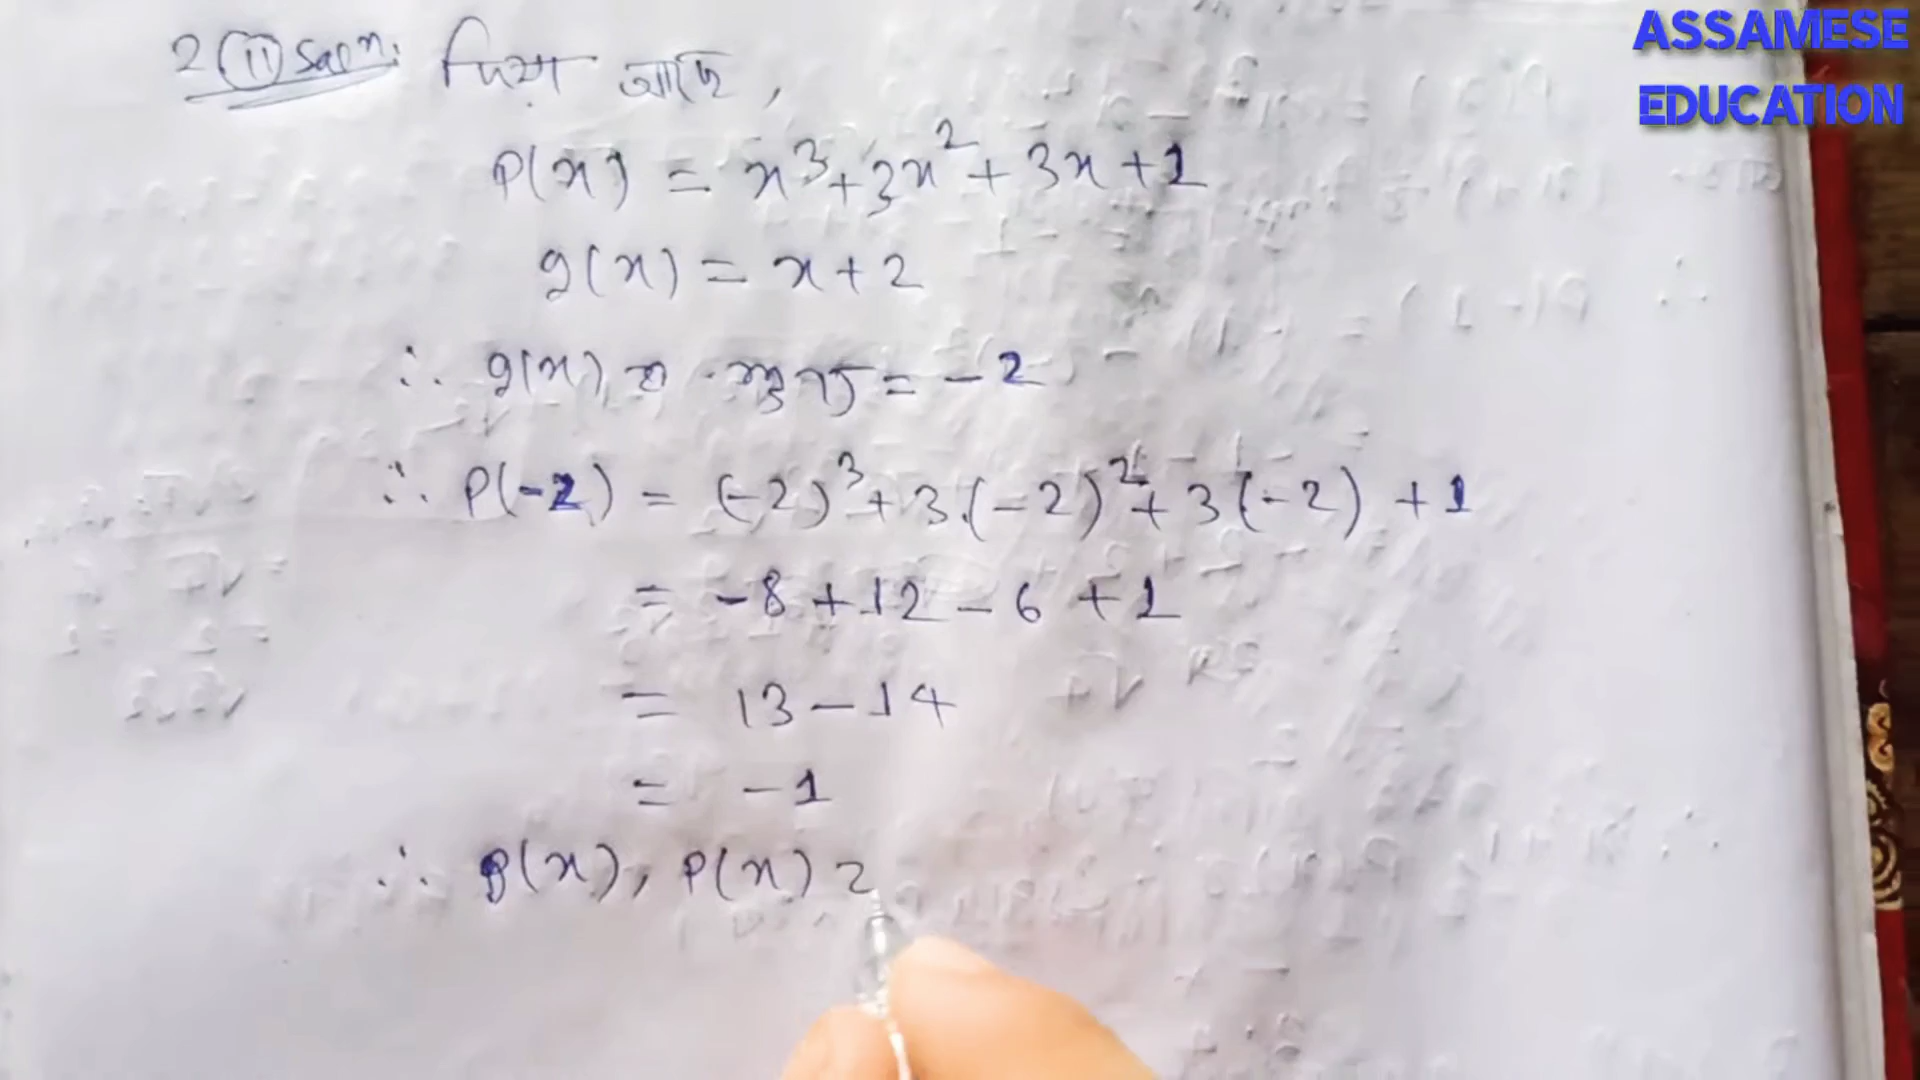 ASSAMESE
EDUCATION
2 (ii) Solⁿ: দিয়া আছে,
P(x) = x³ + 3x² + 3x + 1
g(x) = x + 2
∴ g(x) ৰ শূন্য = -2
∴ P(-2) = (-2)³ + 3.(-2)² + 3(-2) + 1
= -8 + 12 - 6 + 1
= 13 - 14
= -1
∴ g(x), P(x) ৰ